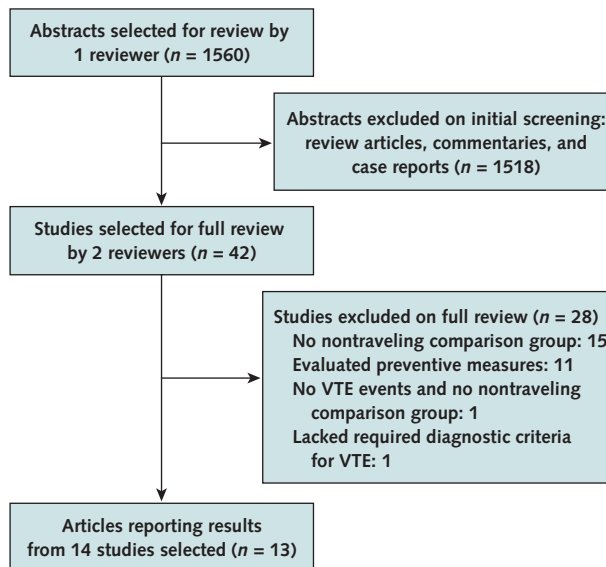 Abstracts selected for review by
1 reviewer (n = 1560)
Abstracts excluded on initial screening:
review articles, commentaries, and
case reports (n = 1518)
Studies selected for full review
by 2 reviewers (n = 42)
Studies excluded on full review (n = 28)
No nontraveling comparison group: 15
Evaluated preventive measures: 11
No VTE events and no nontraveling
comparison group: 1
Lacked required diagnostic criteria
for VTE: 1
Articles reporting results
from 14 studies selected (n = 13)